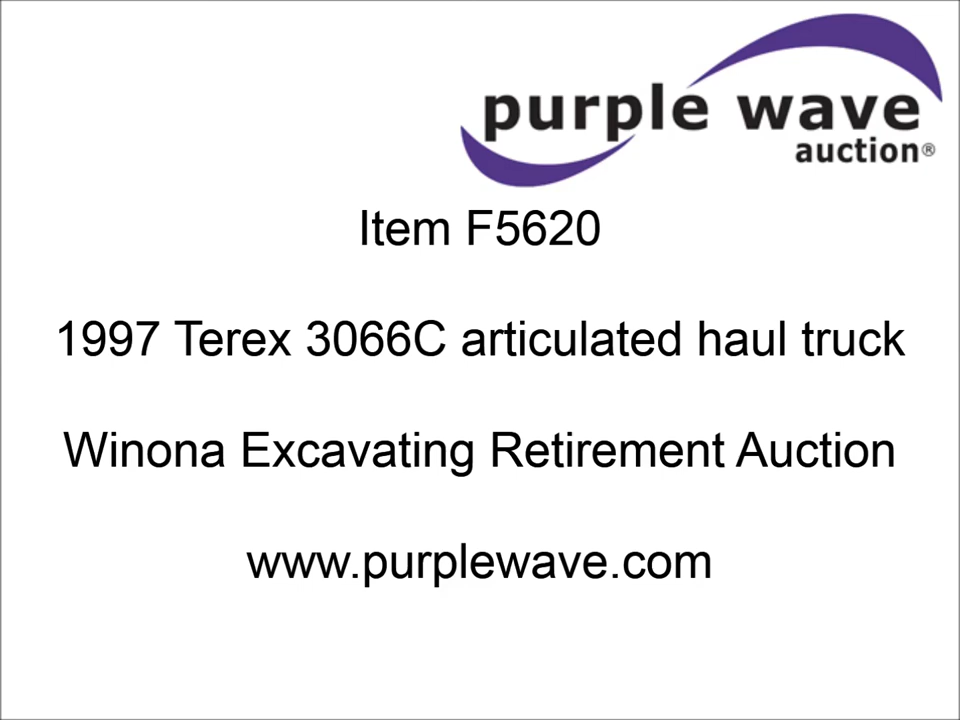 purple wave
auction®
Item F5620
1997 Terex 3066C articulated haul truck
Winona Excavating Retirement Auction
www.purplewave.com